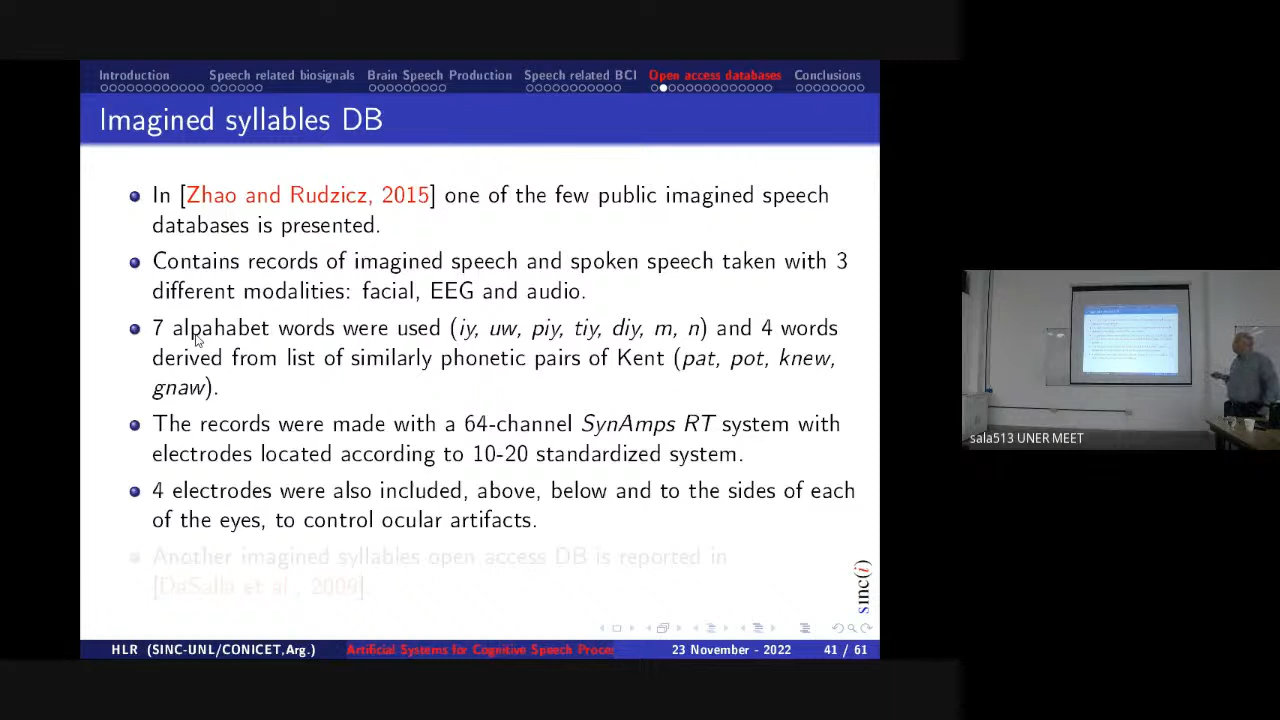 Introduction Speech related biosignals Brain Speech Production Speech related BCI Open access databases Conclusions
Imagined syllables DB
In [Zhao and Rudzicz, 2015] one of the few public imagined speech
databases is presented.
Contains records of imagined speech and spoken speech taken with 3
different modalities: facial, EEG and audio.
7 alpahabet words were used (iy, uw, piy, tiy, diy, m, n) and 4 words
derived from list of similarly phonetic pairs of Kent (pat, pot, knew,
gnaw).
The records were made with a 64-channel SynAmps RT system with
electrodes located according to 10-20 standardized system.
4 electrodes were also included, above, below and to the sides of each
of the eyes, to control ocular artifacts.
Another imagined syllables open access DB is reported in
[DaSalla et al., 2009].
sinc(i)
HLR (SINC-UNL/CONICET,Arg.) Artificial Systems for Cognitive Speech Proces 23 November - 2022 41 / 61
sala513 UNER MEET